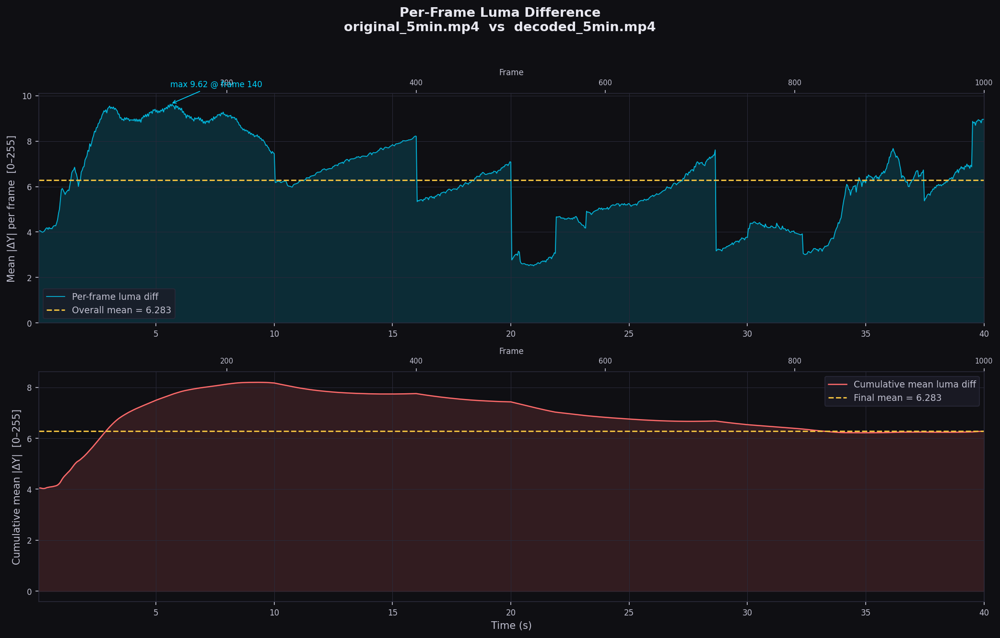 Per-Frame Luma Difference
original_5min.mp4  vs  decoded_5min.mp4
Frame
200 400 600 800 1000
max 9.62 @ frame 140
Mean |ΔY| per frame  [0–255]
10
8
6
4
2
0
Per-frame luma diff
Overall mean = 6.283
5 10 15 20 25 30 35 40
Frame
200 400 600 800 1000
Cumulative mean |ΔY|  [0–255]
8
6
4
2
0
Cumulative mean luma diff
Final mean = 6.283
5 10 15 20 25 30 35 40
Time (s)